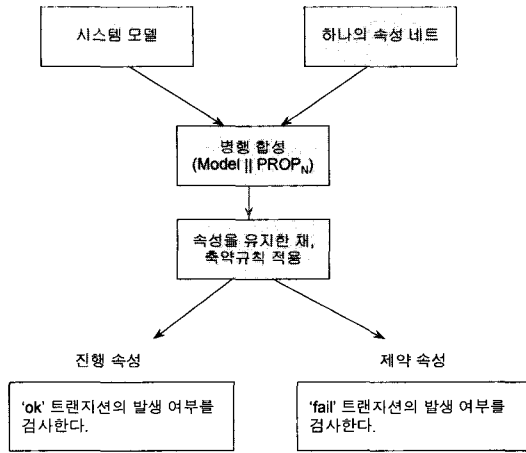 시스템 모델
하나의 속성 네트
병행 합성
(Model || PROP_N)
속성을 유지한 채,
축약규칙 적용
진행 속성
제약 속성
'ok' 트랜지션의 발생 여부를
검사한다.
'fail' 트랜지션의 발생 여부를
검사한다.